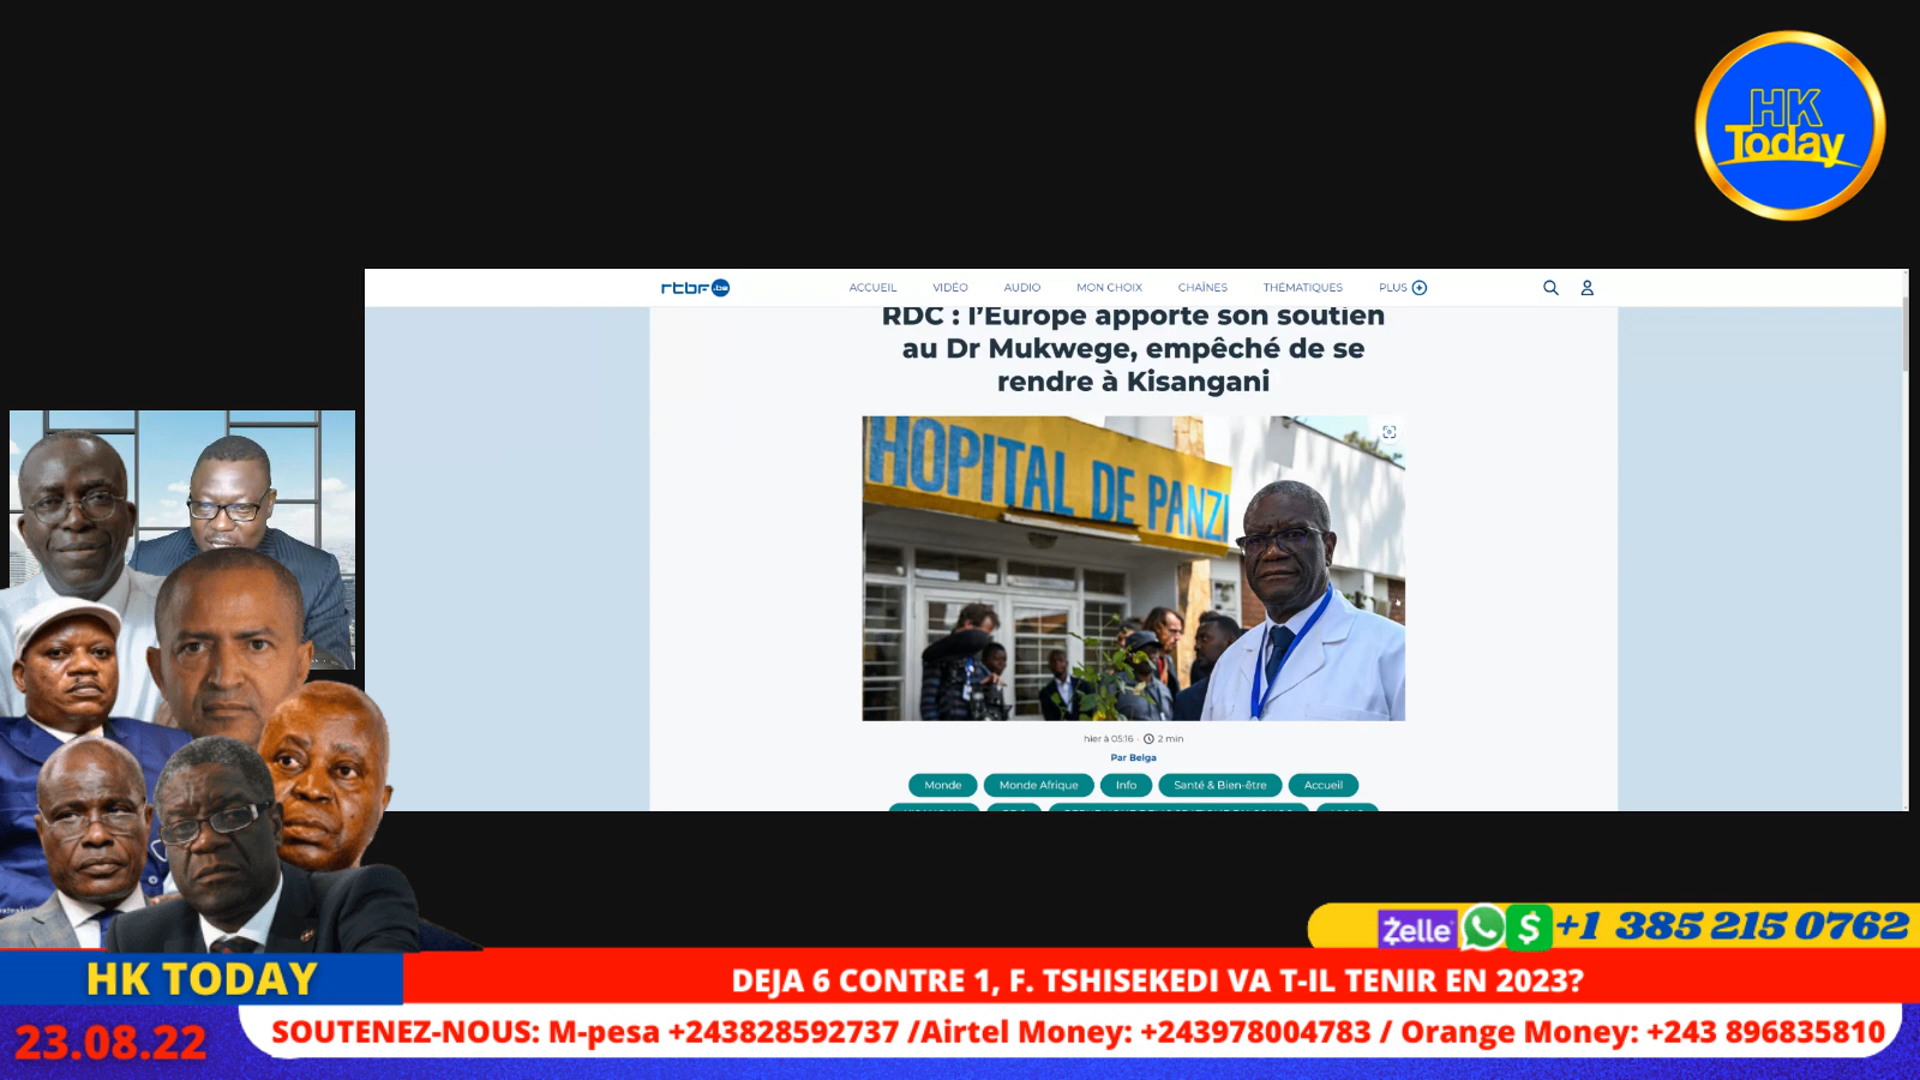 HK
Today
rtbf.be
ACCUEIL VIDÉO AUDIO MON CHOIX CHAÎNES THÉMATIQUES PLUS
RDC : l'Europe apporte son soutien
au Dr Mukwege, empêché de se
rendre à Kisangani
HOPITAL DE PANZI
hier à 05:16 - 2 min
Par Belga
Monde Monde Afrique Info Santé & Bien-être Accueil
Zelle $ +1 385 215 0762
HK TODAY
DEJA 6 CONTRE 1, F. TSHISEKEDI VA T-IL TENIR EN 2023?
23.08.22
SOUTENEZ-NOUS: M-pesa +243828592737 /Airtel Money: +243978004783 / Orange Money: +243 896835810